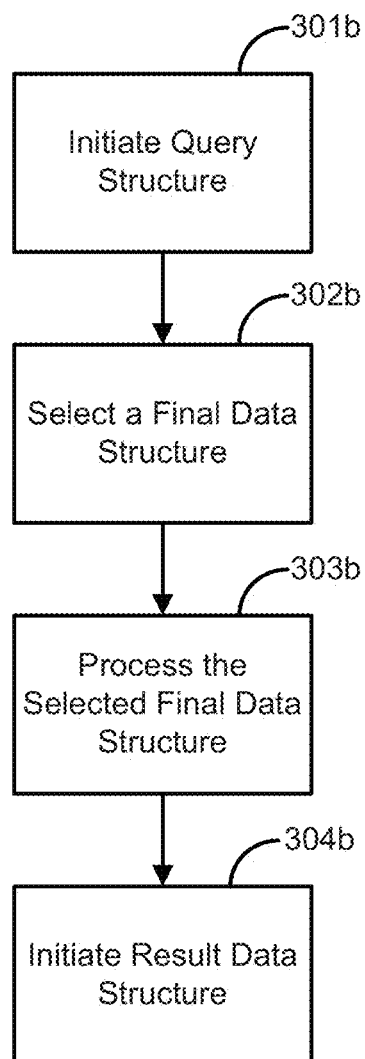 301b
Initiate Query
Structure
302b
Select a Final Data
Structure
303b
Process the
Selected Final Data
Structure
304b
Initiate Result Data
Structure